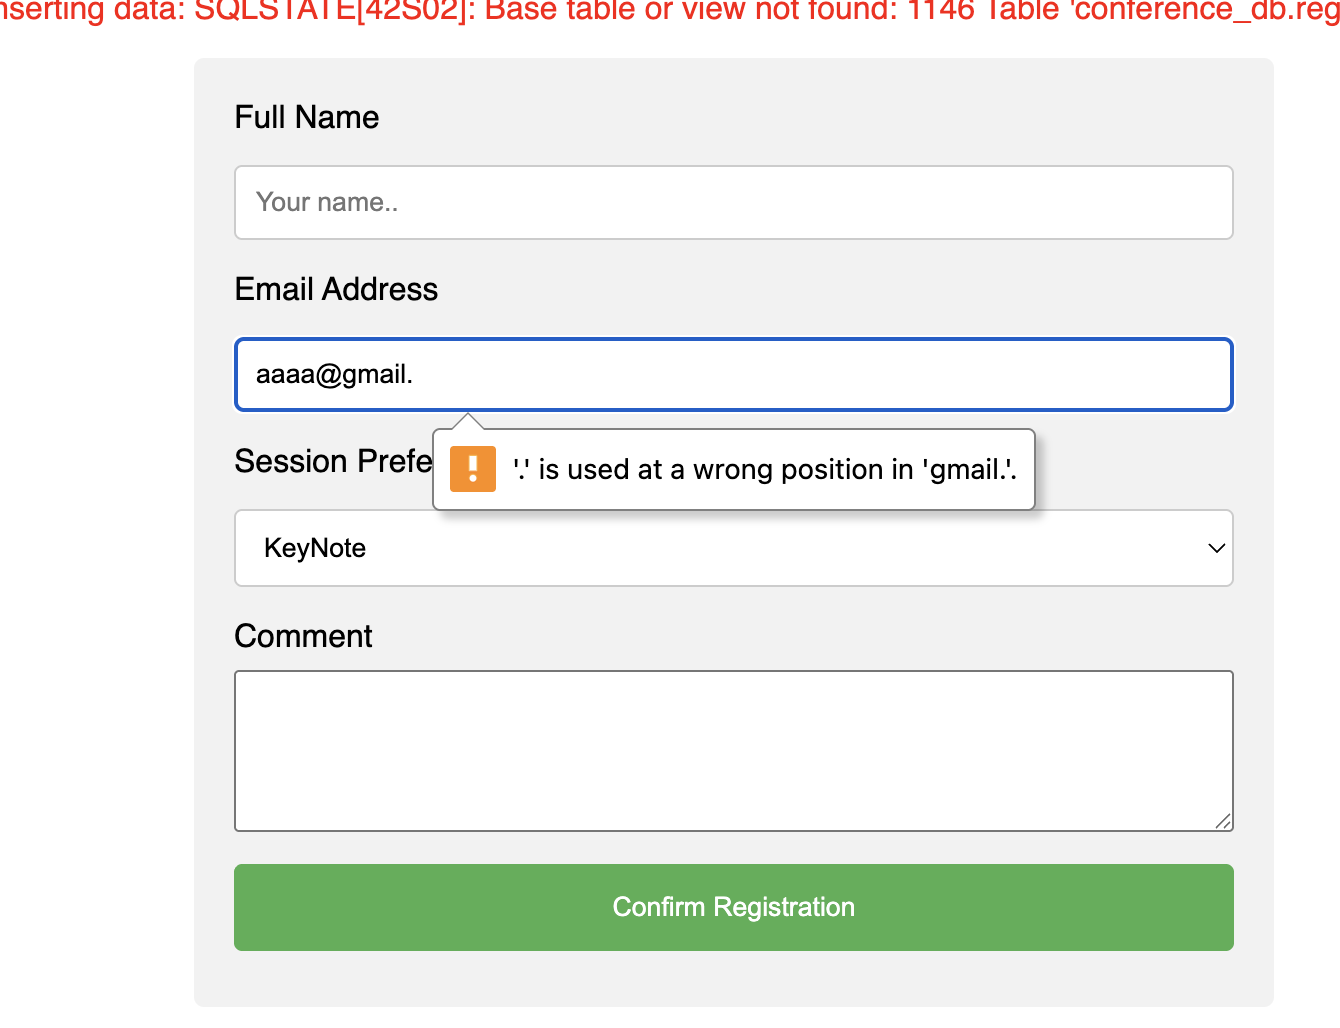 nserting data: SQLSTATE[42S02]: Base table or view not found: 1146 Table 'conference_db.reg
Full Name
Your name..
Email Address
aaaa@gmail.
Session Prefe
'.' is used at a wrong position in 'gmail.'.
KeyNote
Comment
Confirm Registration